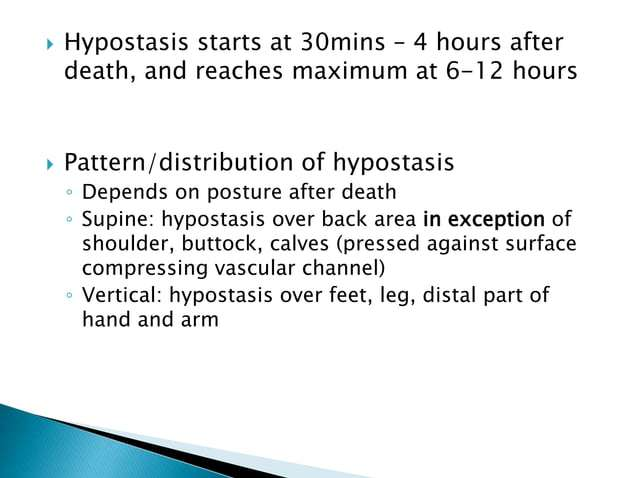 Hypostasis starts at 30mins – 4 hours after
death, and reaches maximum at 6-12 hours
Pattern/distribution of hypostasis
Depends on posture after death
Supine: hypostasis over back area in exception of
shoulder, buttock, calves (pressed against surface
compressing vascular channel)
Vertical: hypostasis over feet, leg, distal part of
hand and arm